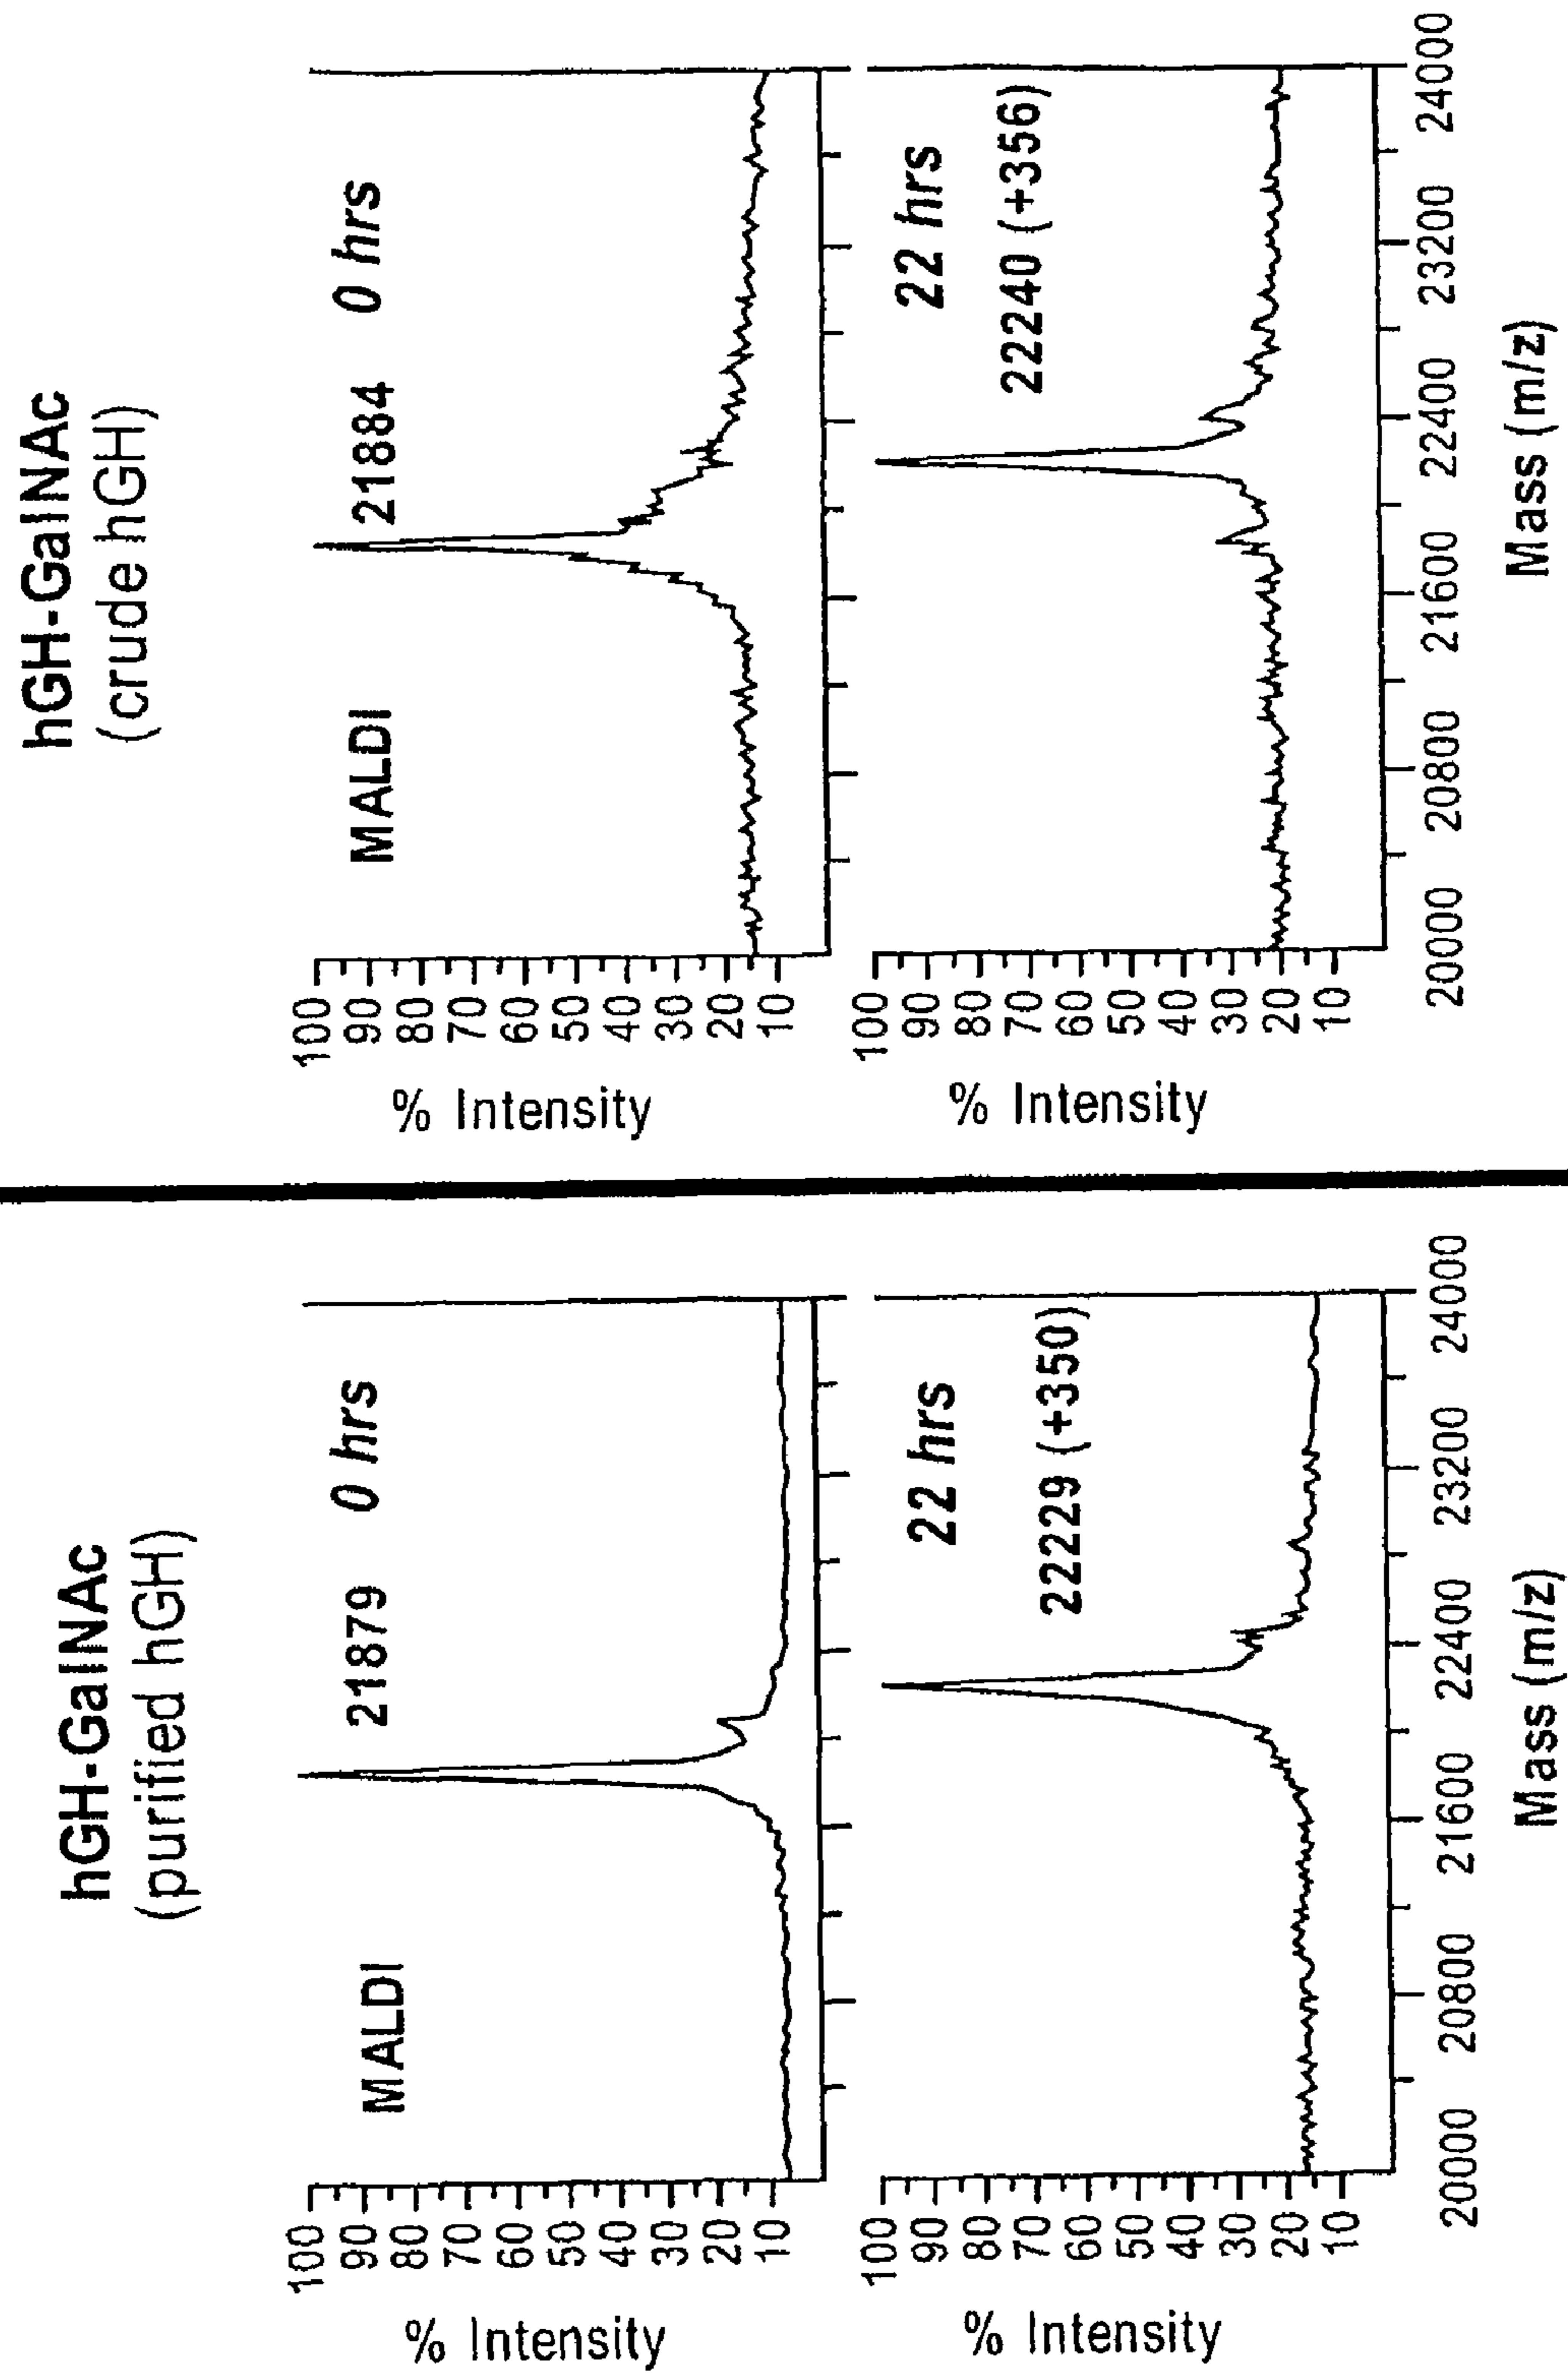 hGH-GalNAc
(purified hGH)
MALDI
21879 0 hrs
100
90
80
70
60
50
40
30
20
10
% Intensity
22 hrs
22229 (+350)
100
90
80
70
60
50
40
30
20
10
% Intensity
20000 20800 21600 22400 23200 24000
Mass (m/z)
hGH-GalNAc
(crude hGH)
MALDI
21884 0 hrs
100
90
80
70
60
50
40
30
20
10
% Intensity
22 hrs
22240 (+356)
100
90
80
70
60
50
40
30
20
10
% Intensity
20000 20800 21600 22400 23200 24000
Mass (m/z)